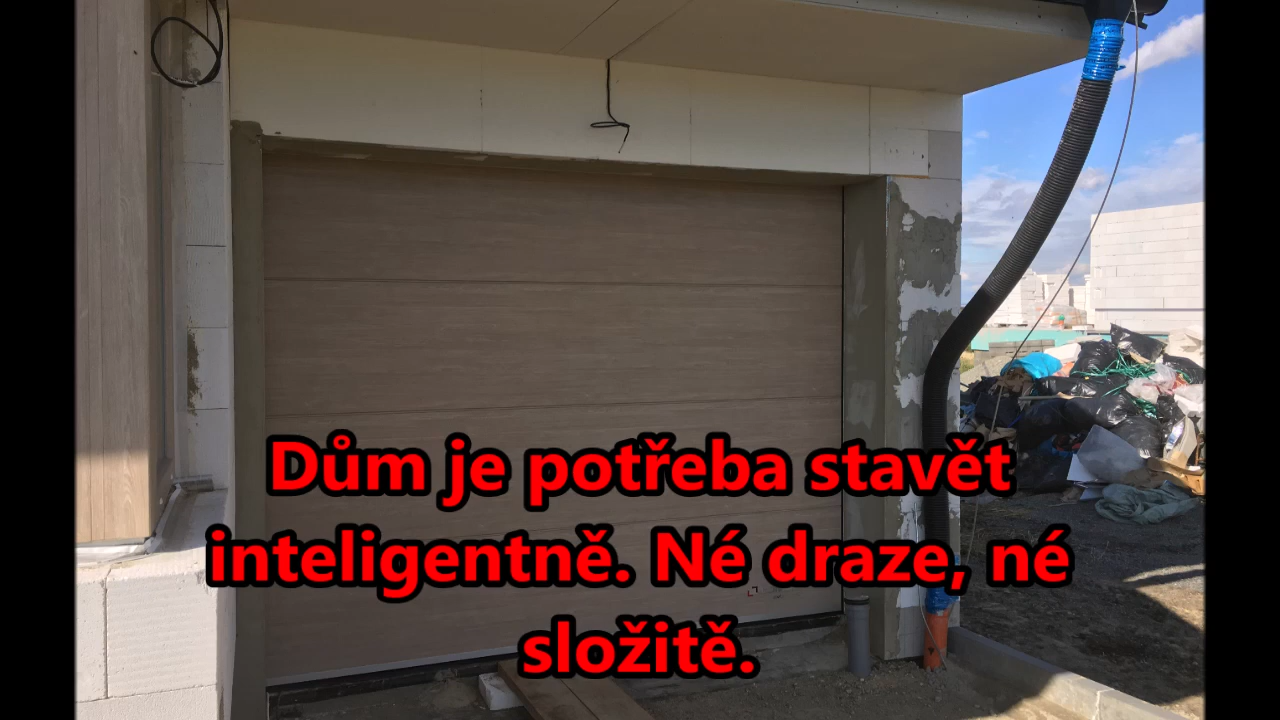 Dům je potřeba stavět
inteligentně. Né draze, né
složitě.